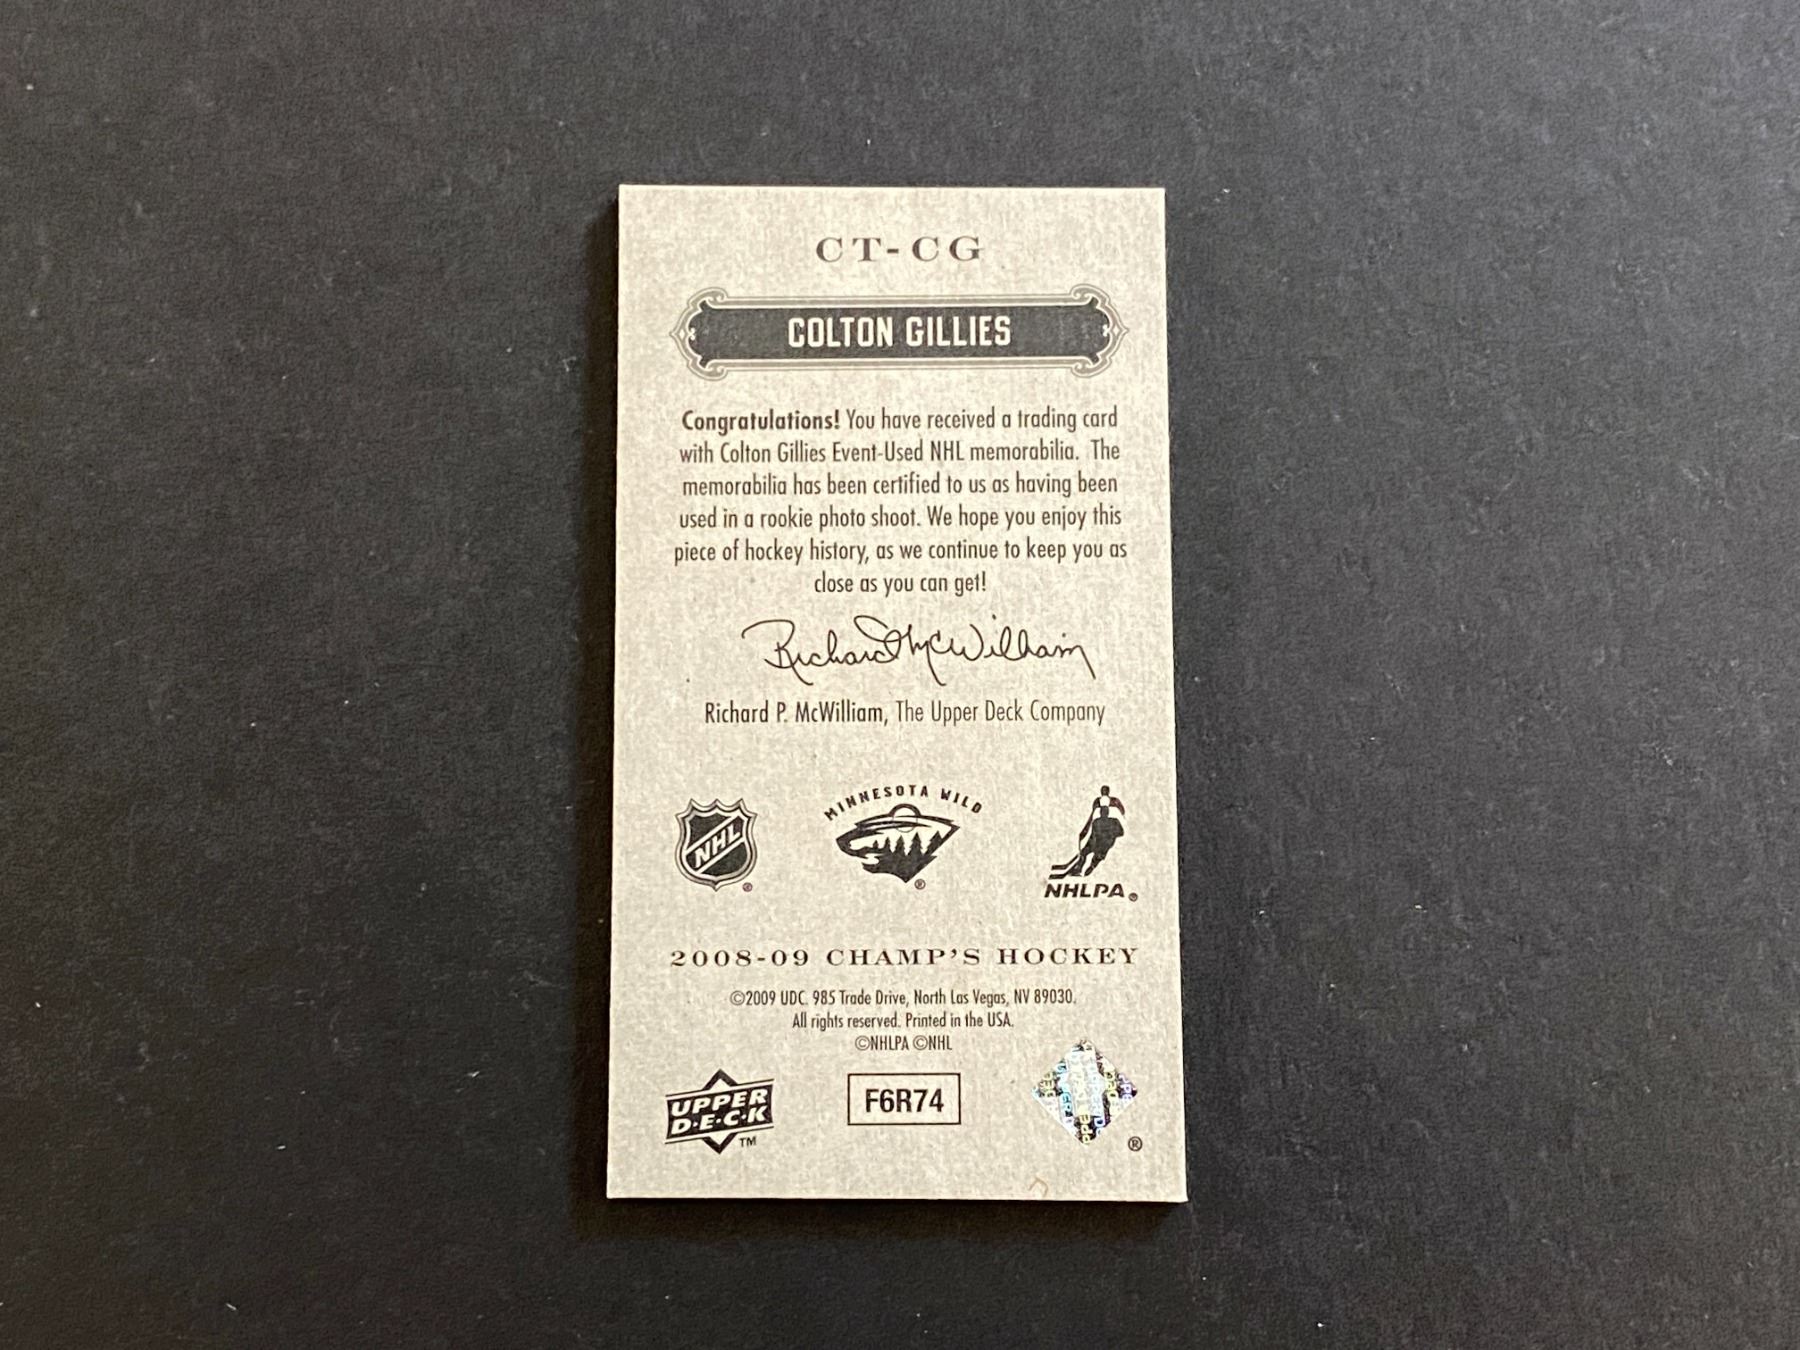 CT-CG
COLTON GILLIES
Congratulations! You have received a trading card
with Colton Gillies Event-Used NHL memorabilia. The
memorabilia has been certified to us as having been
used in a rookie photo shoot. We hope you enjoy this
piece of hockey history, as we continue to keep you as
close as you can get!
Richard McWilliam
Richard P. McWilliam, The Upper Deck Company
MINNESOTA WILD
NHL ®
®
NHLPA ®
2008-09 CHAMP'S HOCKEY
©2009 UDC. 985 Trade Drive, North Las Vegas, NV 89030.
All rights reserved. Printed in the USA.
©NHLPA ©NHL
UPPER
D·E·C·K
TM
F6R74
®